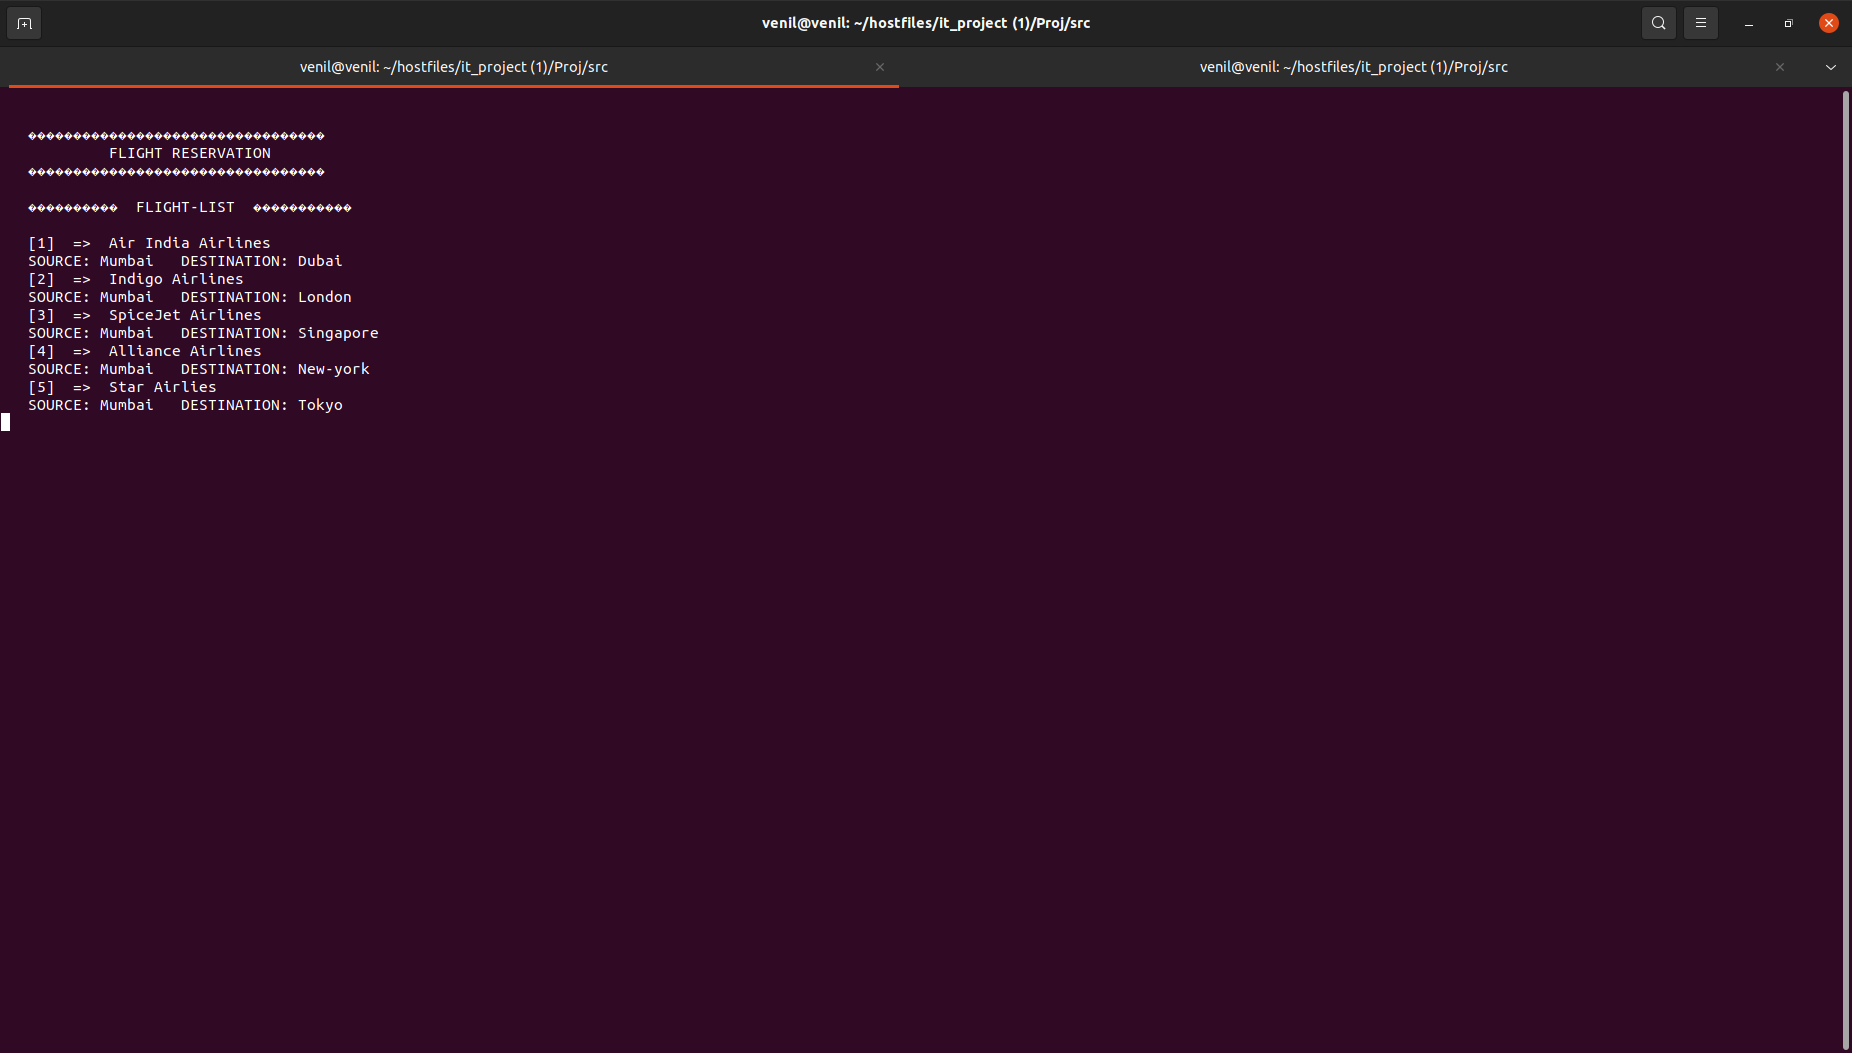 venil@venil: ~/hostfiles/it_project (1)/Proj/src
venil@venil: ~/hostfiles/it_project (1)/Proj/src
venil@venil: ~/hostfiles/it_project (1)/Proj/src
���������������������������������
FLIGHT RESERVATION
���������������������������������
���������� FLIGHT-LIST �����������
[1] => Air India Airlines
SOURCE: Mumbai DESTINATION: Dubai
[2] => Indigo Airlines
SOURCE: Mumbai DESTINATION: London
[3] => SpiceJet Airlines
SOURCE: Mumbai DESTINATION: Singapore
[4] => Alliance Airlines
SOURCE: Mumbai DESTINATION: New-york
[5] => Star Airlies
SOURCE: Mumbai DESTINATION: Tokyo